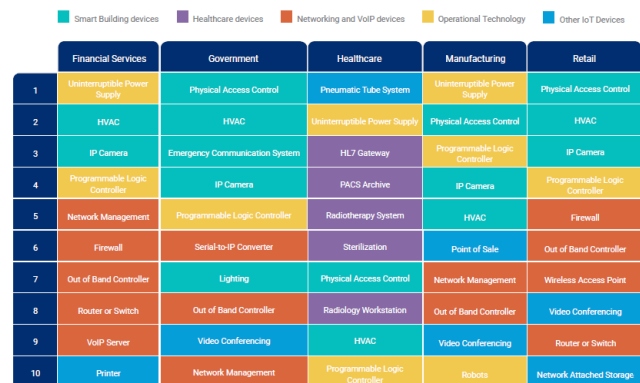 Smart Building devices Healthcare devices Networking and VoIP devices Operational Technology Other IoT Devices
Financial Services Government Healthcare Manufacturing Retail
1 Uninterruptible Power Supply Physical Access Control Pneumatic Tube System Uninterruptible Power Supply Physical Access Control
2 HVAC HVAC Uninterruptible Power Supply Physical Access Control HVAC
3 IP Camera Emergency Communication System HL7 Gateway Programmable Logic Controller IP Camera
4 Programmable Logic Controller IP Camera PACS Archive IP Camera Programmable Logic Controller
5 Network Management Programmable Logic Controller Radiotherapy System HVAC Firewall
6 Firewall Serial-to-IP Converter Sterilization Point of Sale Out of Band Controller
7 Out of Band Controller Lighting Physical Access Control Network Management Wireless Access Point
8 Router or Switch Out of Band Controller Radiology Workstation Out of Band Controller Video Conferencing
9 VoIP Server Video Conferencing HVAC Video Conferencing Router or Switch
10 Printer Network Management Programmable Logic Controller Robots Network Attached Storage